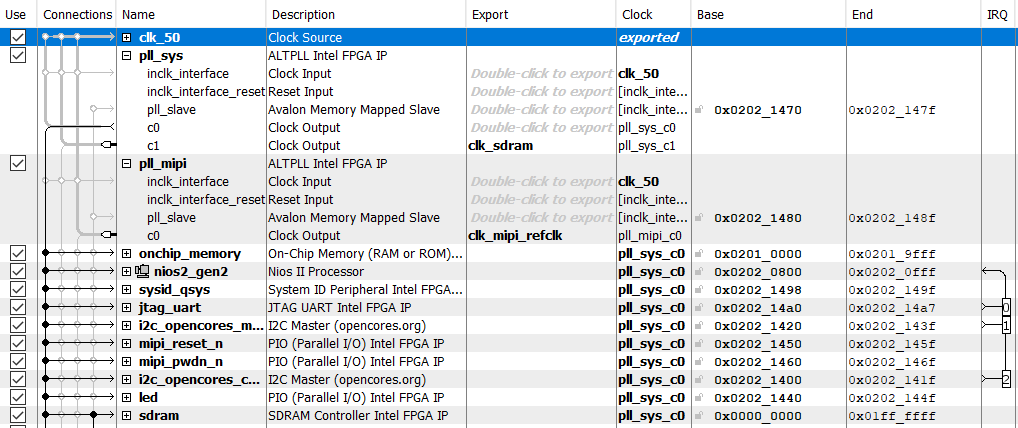 Use Connections Name Description Export Clock Base End IRQ
clk_50 Clock Source exported
pll_sys ALTPLL Intel FPGA IP
inclk_interface Clock Input Double-click to export clk_50
inclk_interface_reset Reset Input Double-click to export [inclk_inte...
pll_slave Avalon Memory Mapped Slave Double-click to export [inclk_inte... 0x0202_1470 0x0202_147f
c0 Clock Output Double-click to export pll_sys_c0
c1 Clock Output clk_sdram pll_sys_c1
pll_mipi ALTPLL Intel FPGA IP
inclk_interface Clock Input Double-click to export clk_50
inclk_interface_reset Reset Input Double-click to export [inclk_inte...
pll_slave Avalon Memory Mapped Slave Double-click to export [inclk_inte... 0x0202_1480 0x0202_148f
c0 Clock Output clk_mipi_refclk pll_mipi_c0
onchip_memory On-Chip Memory (RAM or ROM)... pll_sys_c0 0x0201_0000 0x0201_9fff
nios2_gen2 Nios II Processor pll_sys_c0 0x0202_0800 0x0202_0fff
sysid_qsys System ID Peripheral Intel FPGA... pll_sys_c0 0x0202_1498 0x0202_149f
jtag_uart JTAG UART Intel FPGA IP pll_sys_c0 0x0202_14a0 0x0202_14a7 0
i2c_opencores_m... I2C Master (opencores.org) pll_sys_c0 0x0202_1420 0x0202_143f 1
mipi_reset_n PIO (Parallel I/O) Intel FPGA IP pll_sys_c0 0x0202_1450 0x0202_145f
mipi_pwdn_n PIO (Parallel I/O) Intel FPGA IP pll_sys_c0 0x0202_1460 0x0202_146f
i2c_opencores_c... I2C Master (opencores.org) pll_sys_c0 0x0202_1400 0x0202_141f 2
led PIO (Parallel I/O) Intel FPGA IP pll_sys_c0 0x0202_1440 0x0202_144f
sdram SDRAM Controller Intel FPGA IP pll_sys_c0 0x0000_0000 0x01ff_ffff